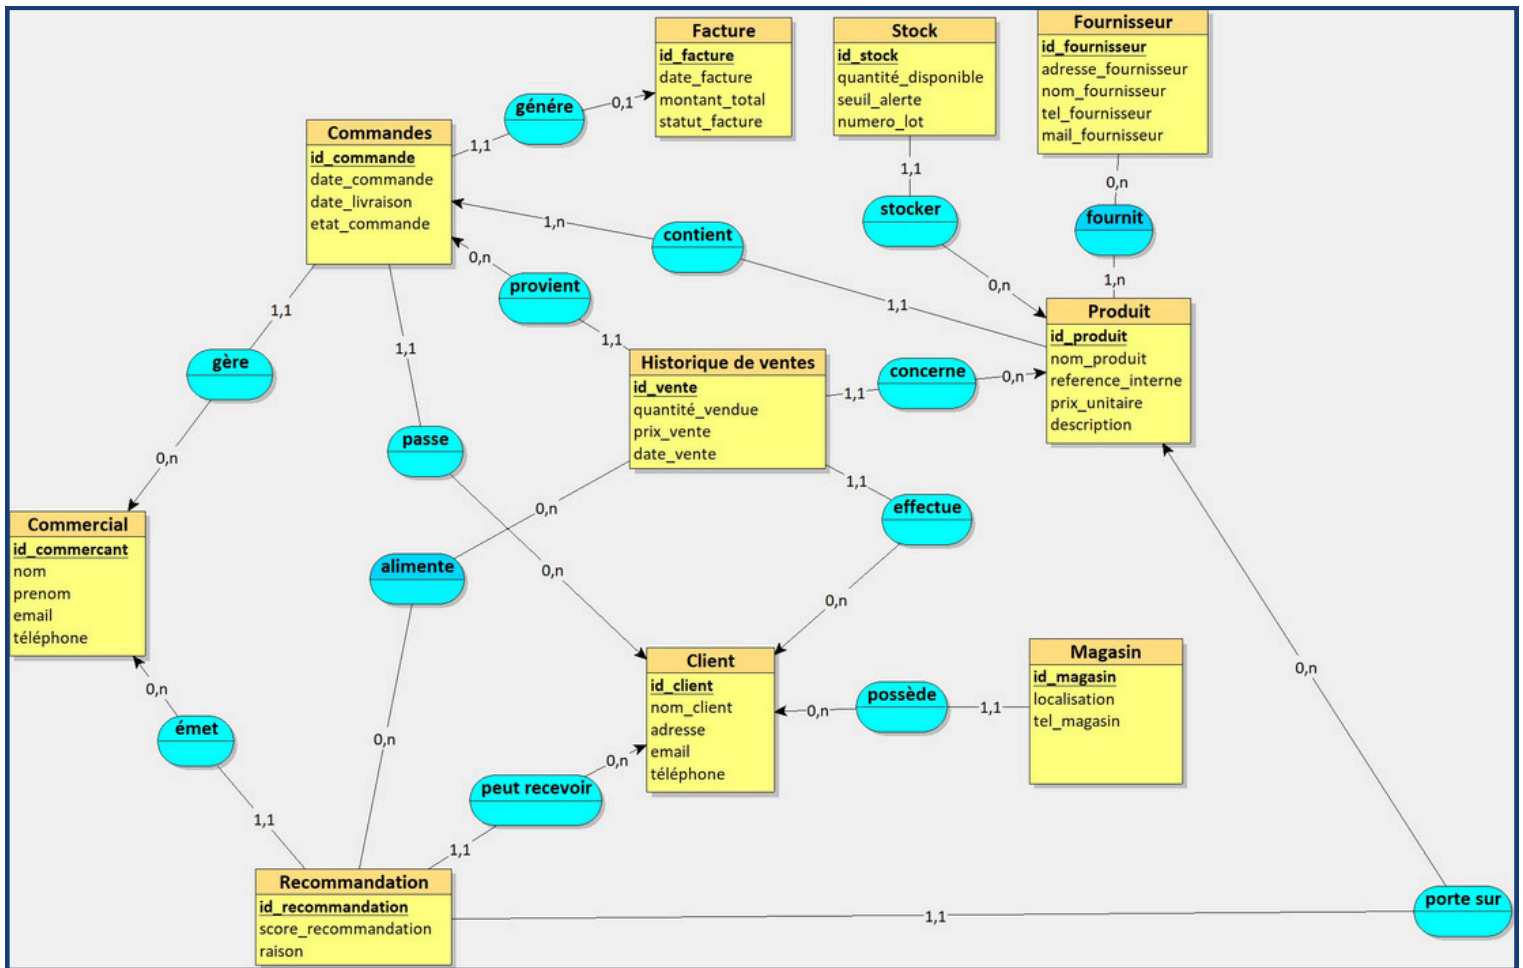 Facture
id_facture
date_facture
montant_total
statut_facture
Stock
id_stock
quantité_disponible
seuil_alerte
numero_lot
Fournisseur
id_fournisseur
adresse_fournisseur
nom_fournisseur
tel_fournisseur
mail_fournisseur
génére
0,1
1,1
Commandes
id_commande
date_commande
date_livraison
etat_commande
1,1
stocker
0,n
0,n
fournit
1,n
1,n
contient
1,1
0,n
provient
1,1
Produit
id_produit
nom_produit
reference_interne
prix_unitaire
description
1,1
gère
0,n
1,1
passe
0,n
Historique de ventes
id_vente
quantité_vendue
prix_vente
date_vente
1,1
concerne
0,n
1,1
effectue
0,n
0,n
alimente
0,n
Commercial
id_commercant
nom
prenom
email
téléphone
0,n
émet
1,1
Client
id_client
nom_client
adresse
email
téléphone
0,n
possède
1,1
Magasin
id_magasin
localisation
tel_magasin
0,n
0,n
peut recevoir
1,1
Recommandation
id_recommandation
score_recommandation
raison
1,1
porte sur